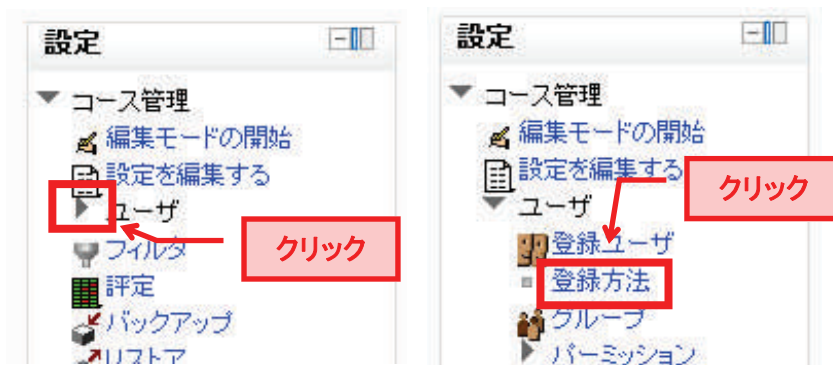 設定
コース管理
編集モードの開始
設定を編集する
ユーザ
クリック
フィルタ
評定
バックアップ
リストア
設定
コース管理
編集モードの開始
設定を編集する
クリック
ユーザ
登録ユーザ
登録方法
グループ
パーミッション